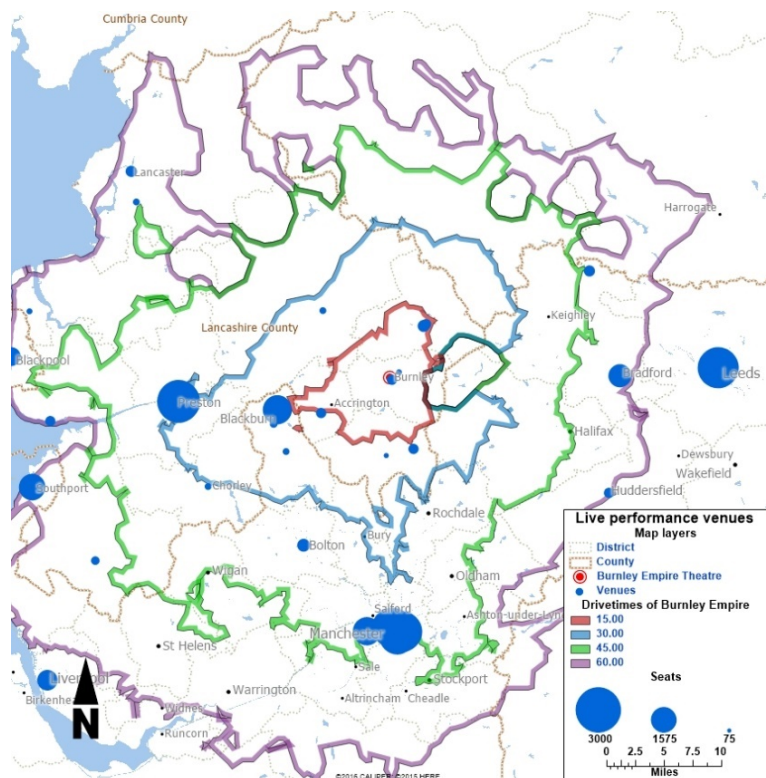 Cumbria County
Lancaster
Harrogate
Lancashire County
Keighley
Blackpool
Burnley
Bradford
Leeds
Preston
Accrington
Blackburn
Halifax
Dewsbury
Wakefield
Southport
Chorley
Huddersfield
Rochdale
Bury
Bolton
Wigan
Oldham
Salford
Ashton-under-Lyn
Manchester
St Helens
Sale
Stockport
Liverpool
Warrington
Altrincham
Cheadle
Birkenhea
Widnes
Runcorn
N
Live performance venues
Map layers
District
County
Burnley Empire Theatre
Venues
Drivetimes of Burnley Empire
15.00
30.00
45.00
60.00
Seats
3000 1575 75
0 2.5 5 7.5 10
Miles
©2016 CALIPER; ©2015 HERE